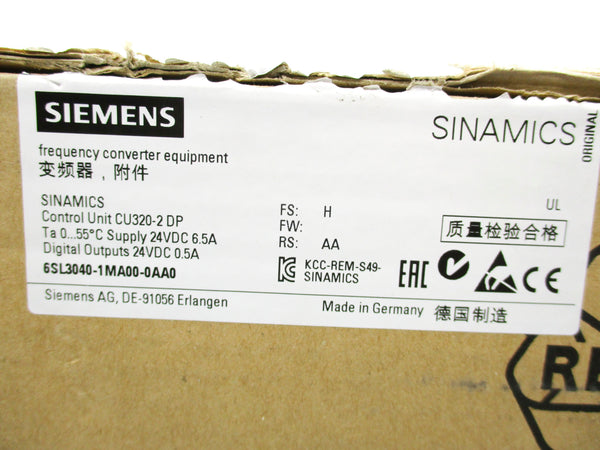 SIEMENS
SINAMICS
ORIGINAL
frequency converter equipment
变频器，附件
SINAMICS
Control Unit CU320-2 DP
Ta 0...55°C Supply 24VDC 6.5A
Digital Outputs 24VDC 0.5A
6SL3040-1MA00-0AA0
FS: H
FW:
RS: AA
UL
质量检验合格
KCC-REM-S49-
SINAMICS
EAC
CE
Siemens AG, DE-91056 Erlangen
Made in Germany 德国制造